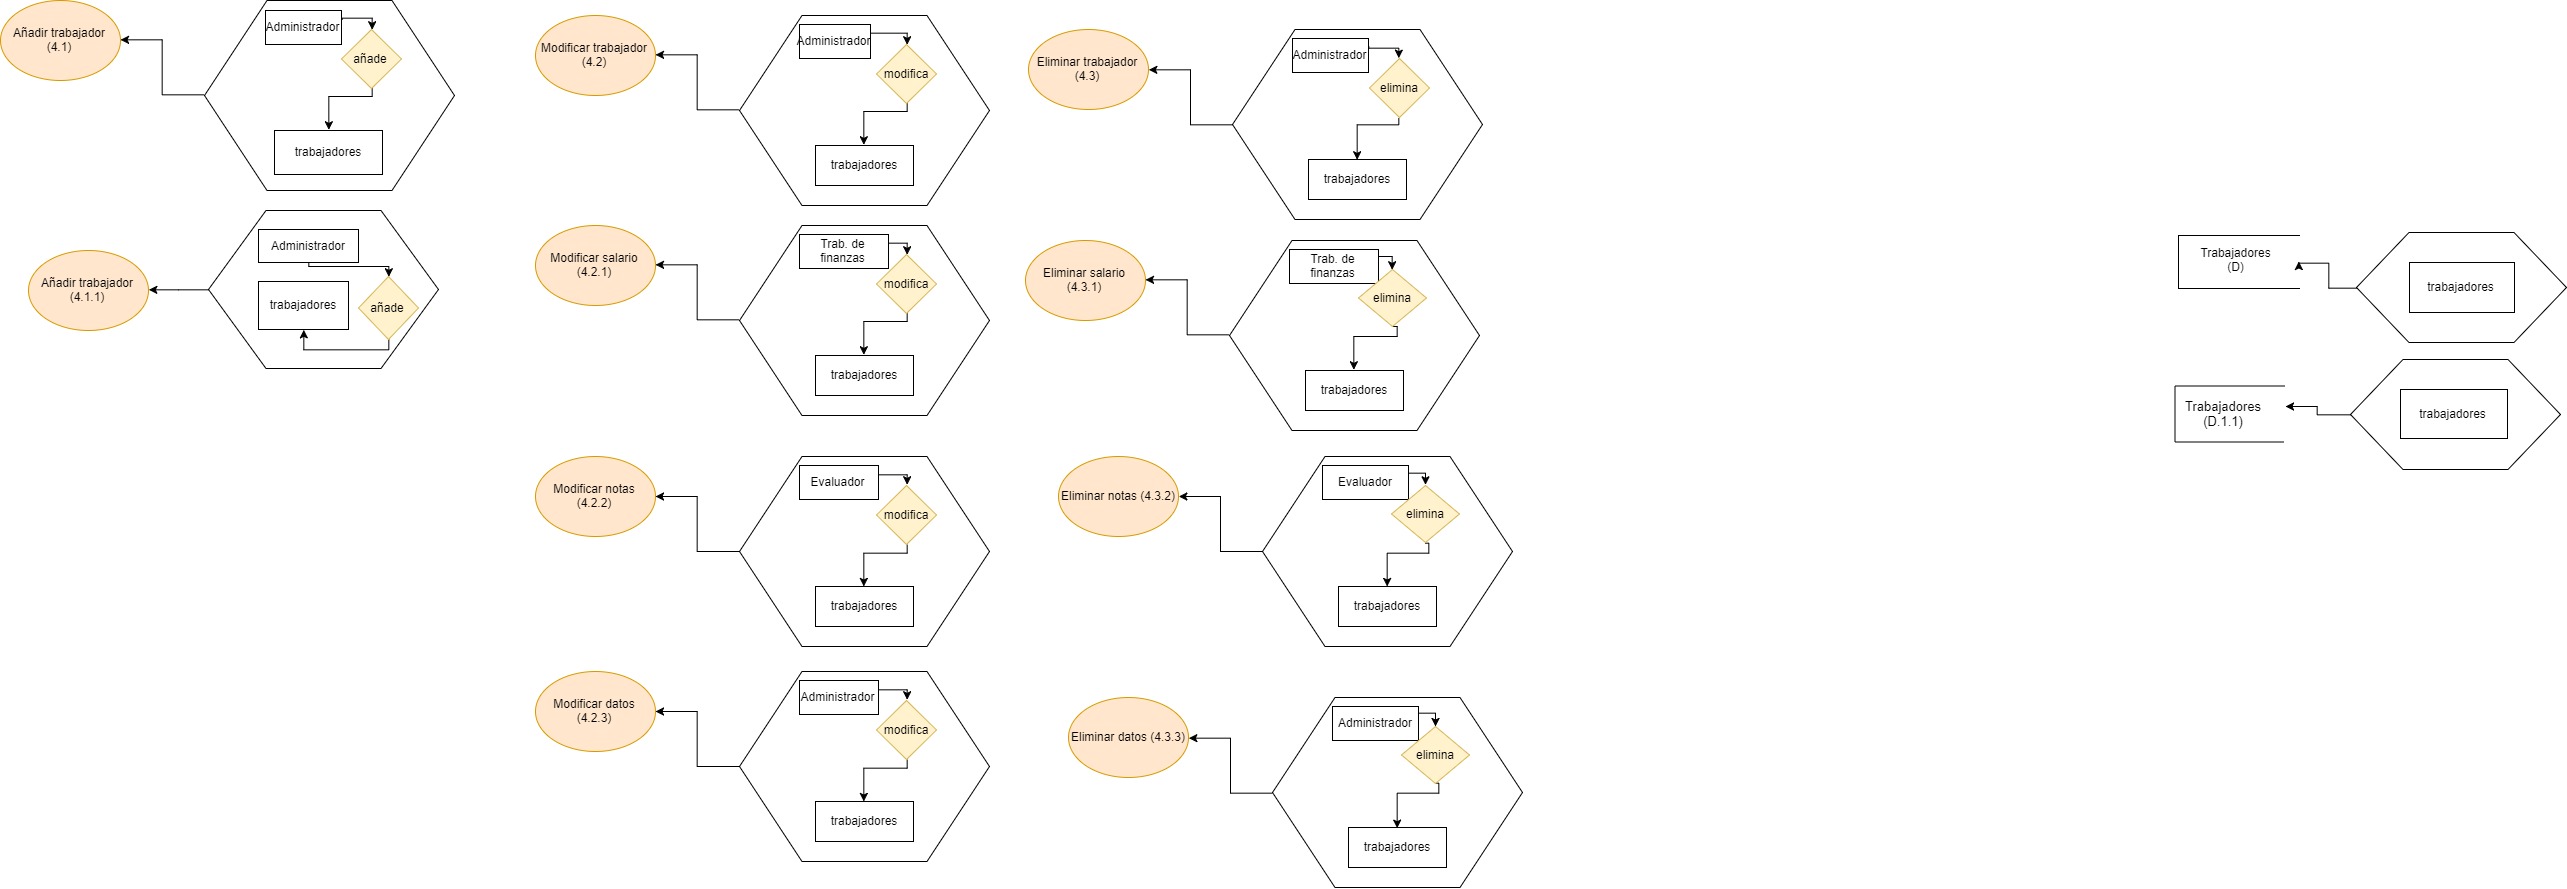 Añadir trabajador
(4.1)
Administrador
añade
trabajadores
Añadir trabajador
(4.1.1)
Administrador
trabajadores
añade
Modificar trabajador
(4.2)
Administrador
modifica
trabajadores
Modificar salario
(4.2.1)
Trab. de
finanzas
modifica
trabajadores
Modificar notas
(4.2.2)
Evaluador
modifica
trabajadores
Modificar datos
(4.2.3)
Administrador
modifica
trabajadores
Eliminar trabajador
(4.3)
Administrador
elimina
trabajadores
Eliminar salario
(4.3.1)
Trab. de
finanzas
elimina
trabajadores
Eliminar notas (4.3.2)
Evaluador
elimina
trabajadores
Eliminar datos (4.3.3)
Administrador
elimina
trabajadores
Trabajadores
(D)
trabajadores
Trabajadores
(D.1.1)
trabajadores